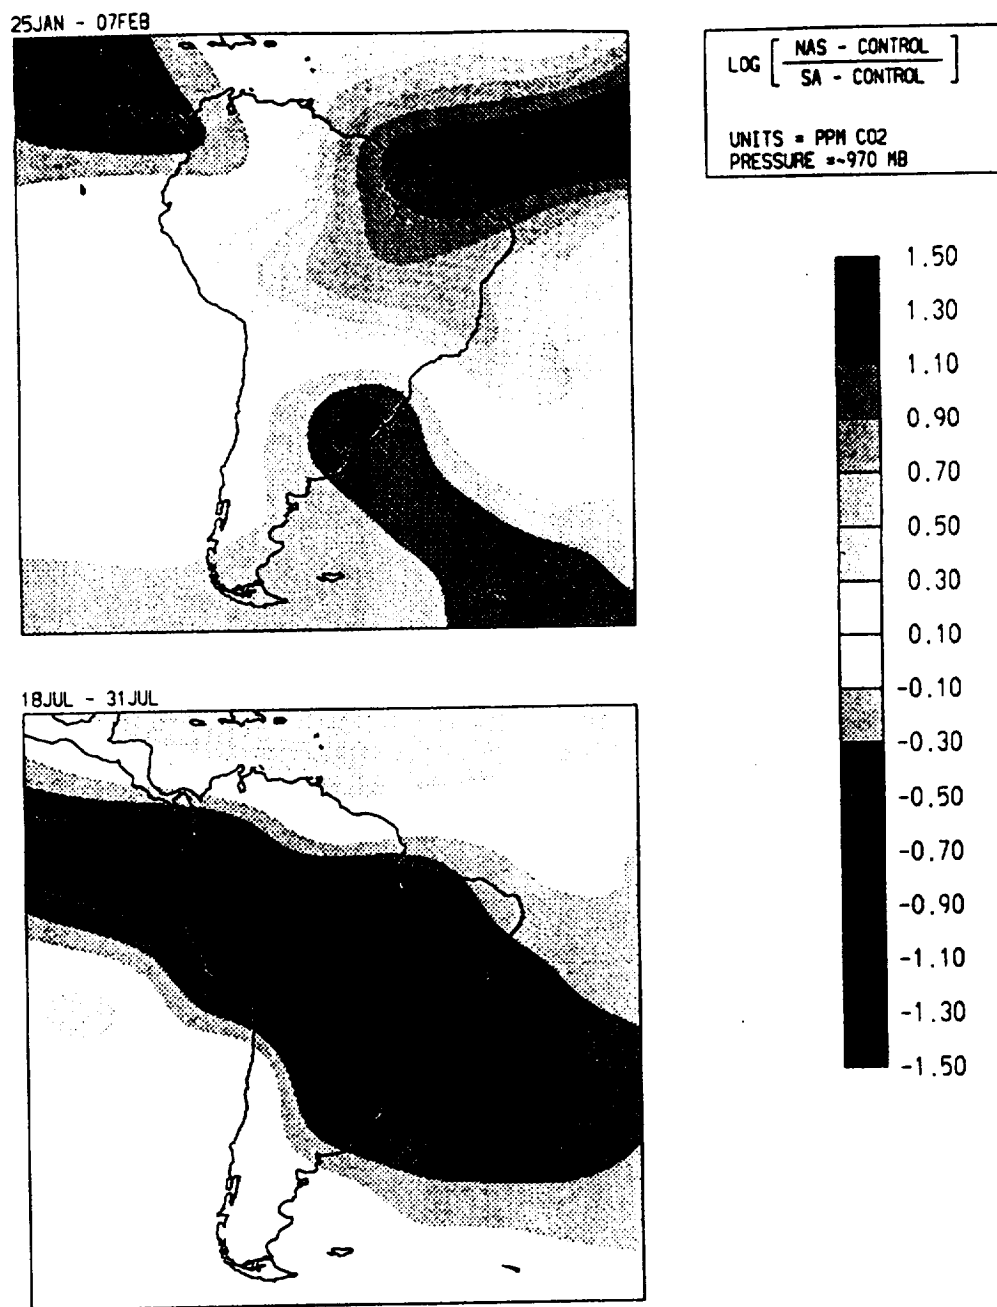 25JAN - 07FEB
LOG [ NAS - CONTROL
SA - CONTROL ]
UNITS = PPM CO2
PRESSURE =~970 MB
1.50
1.30
1.10
0.90
0.70
0.50
0.30
0.10
-0.10
-0.30
-0.50
-0.70
-0.90
-1.10
-1.30
-1.50
18JUL - 31JUL